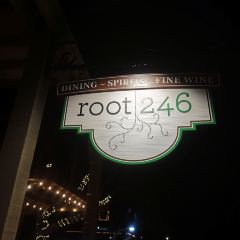 DINING ~ SPIRITS ~ FINE WINE
root 246